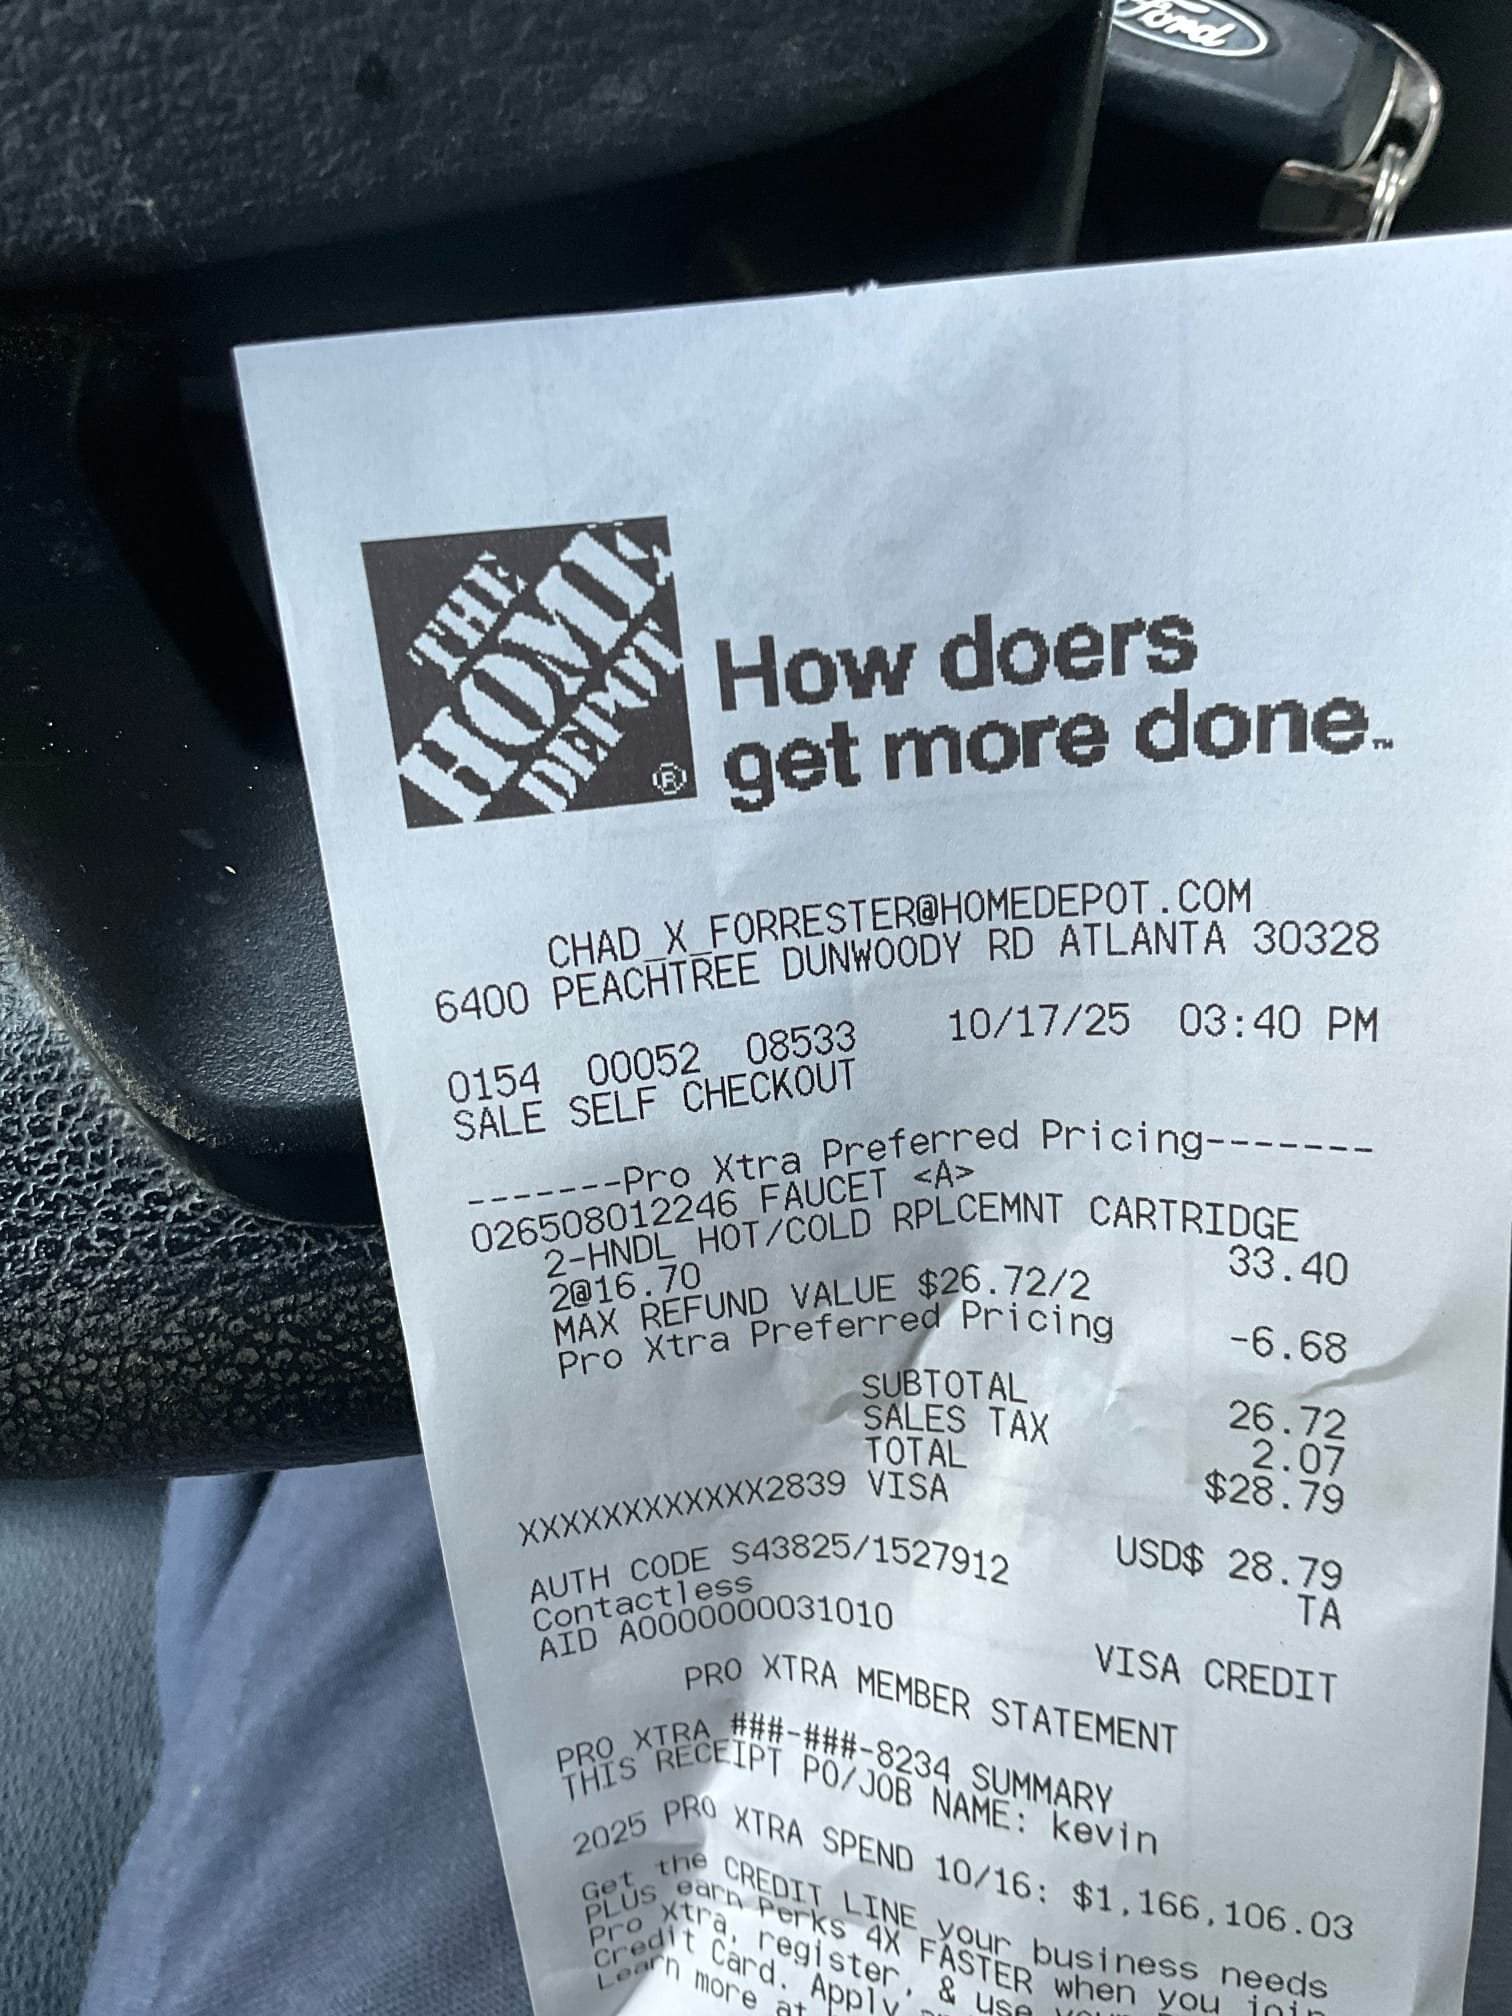 Ford
THE
HOME
DEPOT
®
How doers
get more done.™
CHAD_X_FORRESTER@HOMEDEPOT.COM
6400 PEACHTREE DUNWOODY RD ATLANTA 30328
0154 00052 08533 10/17/25 03:40 PM
SALE SELF CHECKOUT
-------Pro Xtra Preferred Pricing-------
026508012246 FAUCET <A>
2-HNDL HOT/COLD RPLCEMNT CARTRIDGE
2@16.70 33.40
MAX REFUND VALUE $26.72/2
Pro Xtra Preferred Pricing -6.68
SUBTOTAL 26.72
SALES TAX 2.07
TOTAL $28.79
XXXXXXXXXXXX2839 VISA
USD$ 28.79
AUTH CODE S43825/1527912 TA
Contactless
AID A0000000031010 VISA CREDIT
PRO XTRA MEMBER STATEMENT
PRO XTRA ###-###-8234 SUMMARY
THIS RECEIPT PO/JOB NAME: kevin
2025 PRO XTRA SPEND 10/16: $1,166,106.03
Get the CREDIT LINE your business needs
PLUS earn Perks 4X FASTER when you join
Pro Xtra, register, & use
Credit Card. Apply
Learn more at